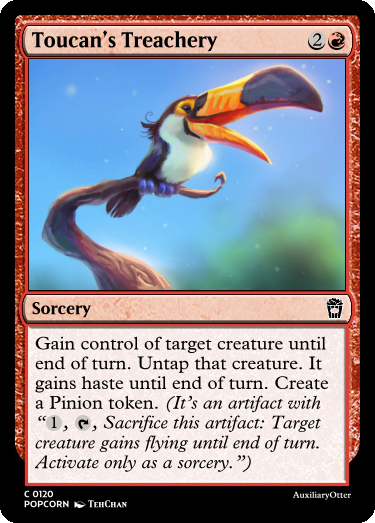 Toucan's Treachery 2
Sorcery
Gain control of target creature until
end of turn. Untap that creature. It
gains haste until end of turn. Create
a Pinion token. (It's an artifact with
“1, , Sacrifice this artifact: Target
creature gains flying until end of turn.
Activate only as a sorcery.”)
C 0120
POPCORN TehChan
AuxiliaryOtter